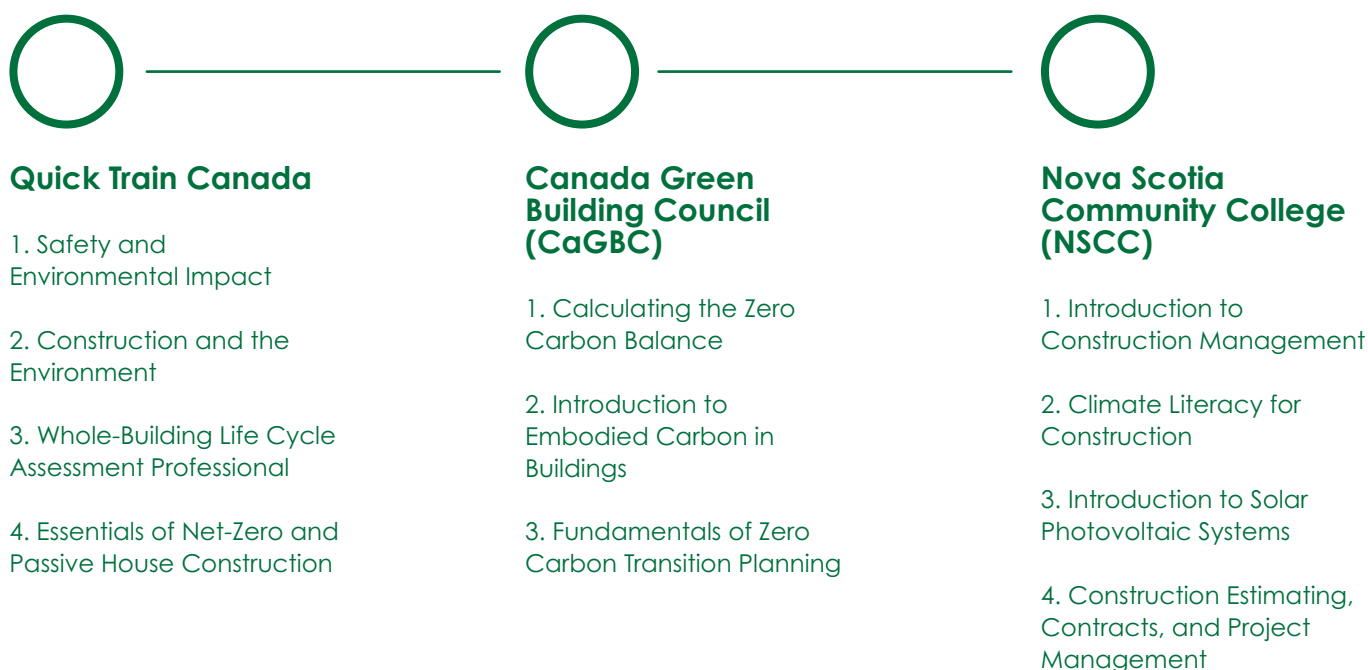 Quick Train Canada
1. Safety and
Environmental Impact
2. Construction and the
Environment
3. Whole-Building Life Cycle
Assessment Professional
4. Essentials of Net-Zero and
Passive House Construction
Canada Green
Building Council
(CaGBC)
1. Calculating the Zero
Carbon Balance
2. Introduction to
Embodied Carbon in
Buildings
3. Fundamentals of Zero
Carbon Transition Planning
Nova Scotia
Community College
(NSCC)
1. Introduction to
Construction Management
2. Climate Literacy for
Construction
3. Introduction to Solar
Photovoltaic Systems
4. Construction Estimating,
Contracts, and Project
Management